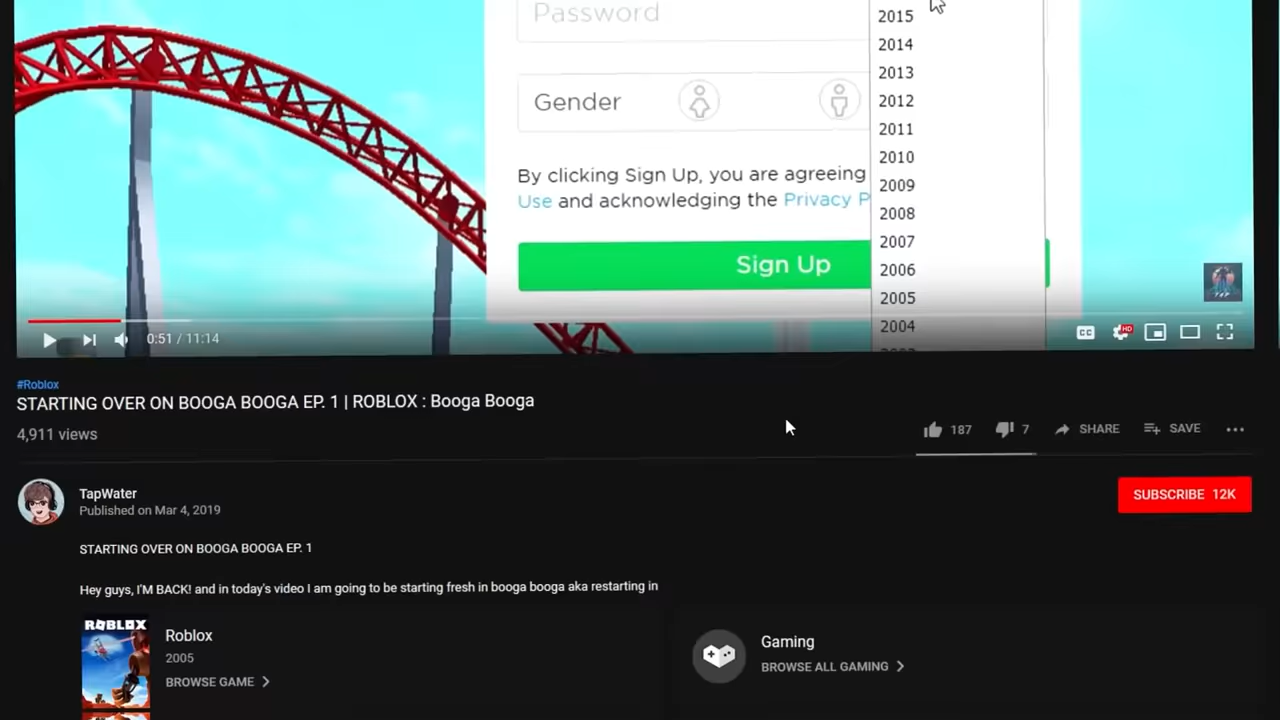 Password
2015
2014
2013
2012
2011
2010
2009
2008
2007
2006
2005
2004
Gender
By clicking Sign Up, you are agreeing
Use and acknowledging the Privacy P
Sign Up
0:51 / 11:14
CC
HD
#Roblox
STARTING OVER ON BOOGA BOOGA EP. 1 | ROBLOX : Booga Booga
4,911 views
187
7
SHARE
SAVE
TapWater
Published on Mar 4, 2019
SUBSCRIBE 12K
STARTING OVER ON BOOGA BOOGA EP. 1
Hey guys, I'M BACK! and in today's video I am going to be starting fresh in booga booga aka restarting in
ROBLOX
Roblox
2005
BROWSE GAME
Gaming
BROWSE ALL GAMING